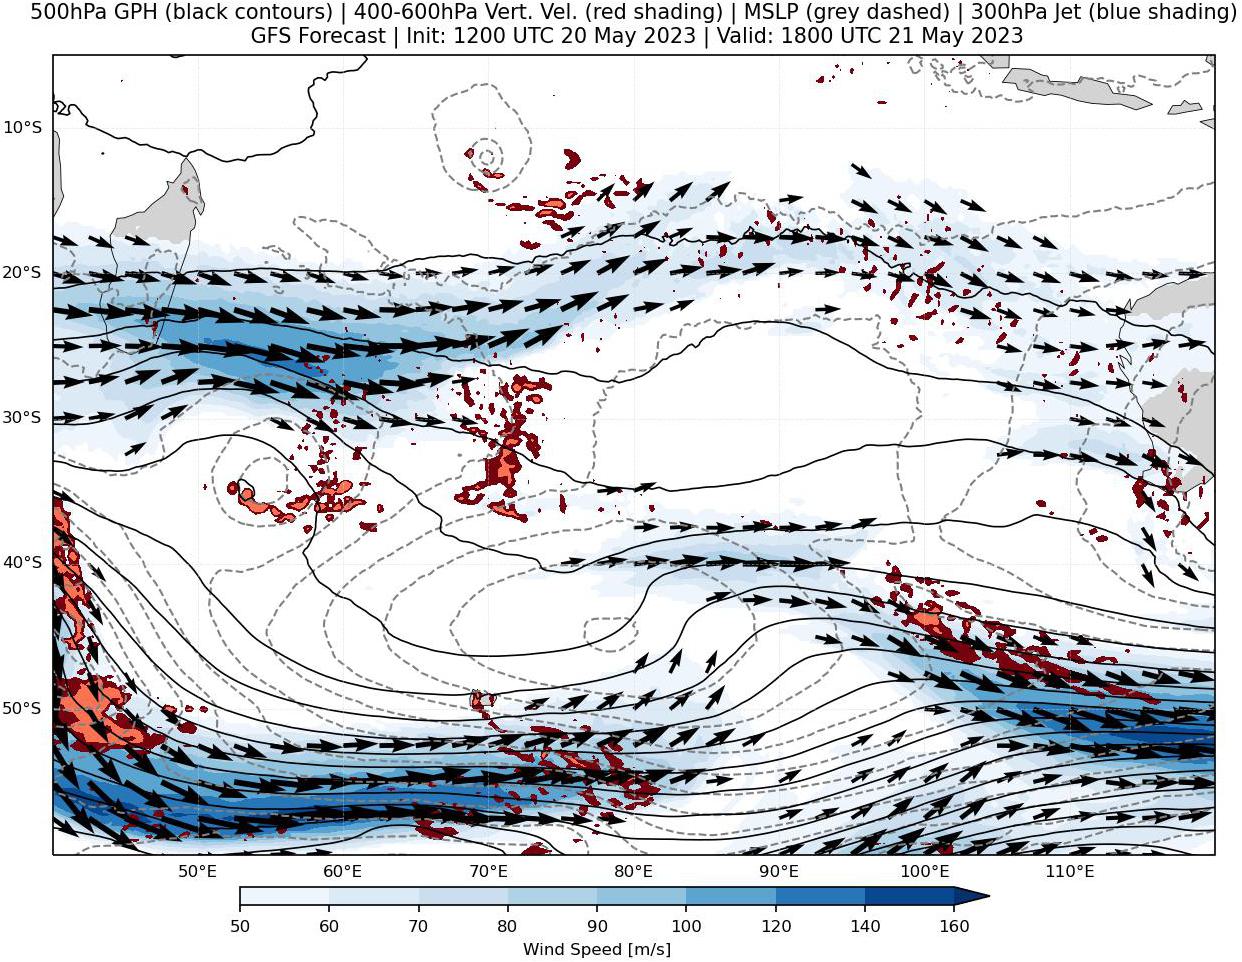 500hPa GPH (black contours) | 400-600hPa Vert. Vel. (red shading) | MSLP (grey dashed) | 300hPa Jet (blue shading)
GFS Forecast | Init: 1200 UTC 20 May 2023 | Valid: 1800 UTC 21 May 2023
10°S
20°S
30°S
40°S
50°S
50°E 60°E 70°E 80°E 90°E 100°E 110°E
50 60 70 80 90 100 120 140 160
Wind Speed [m/s]